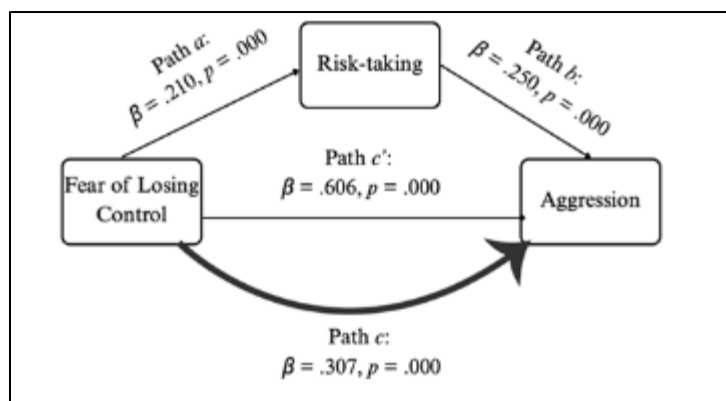 Path a:
β = .210, p = .000
Risk-taking
Path b:
β = .250, p = .000
Fear of Losing
Control
Path c’:
β = .606, p = .000
Aggression
Path c:
β = .307, p = .000